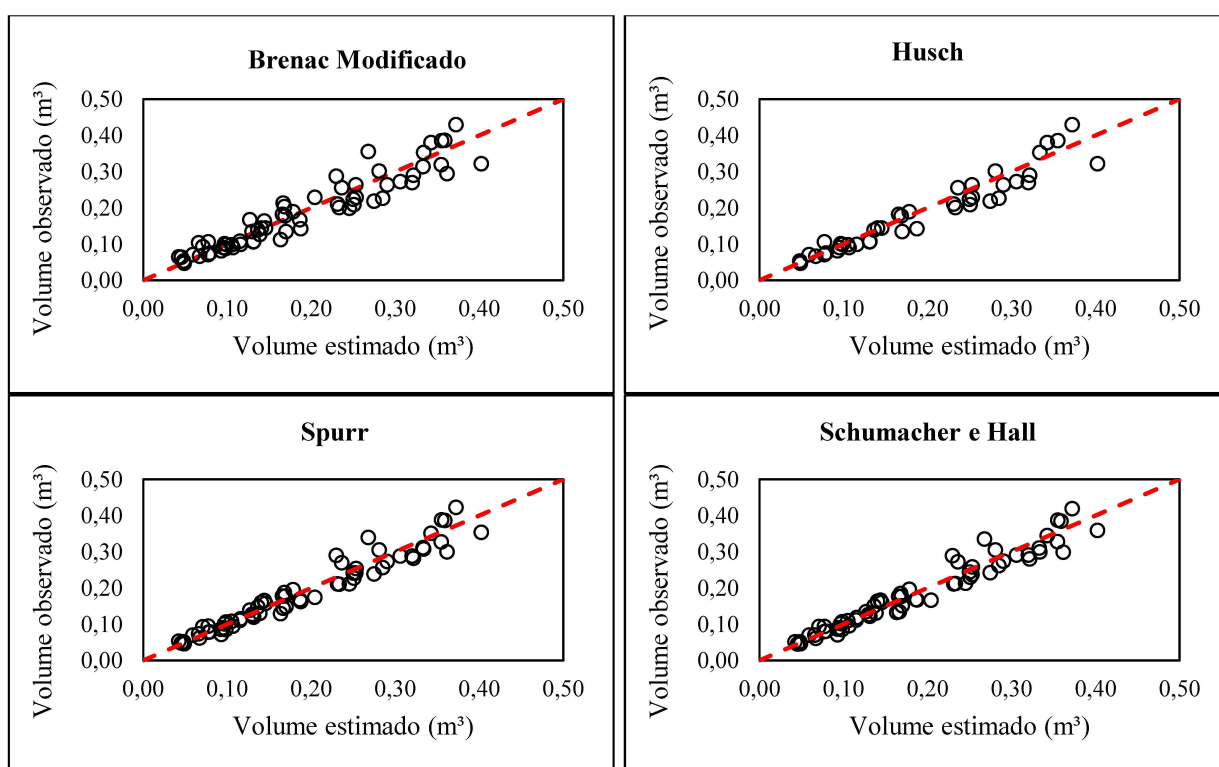 Brenac Modificado
Volume observado (m³)
0,50
0,40
0,30
0,20
0,10
0,00
0,00 0,10 0,20 0,30 0,40 0,50
Volume estimado (m³)
Husch
Volume observado (m³)
0,50
0,40
0,30
0,20
0,10
0,00
0,00 0,10 0,20 0,30 0,40 0,50
Volume estimado (m³)
Spurr
Volume observado (m³)
0,50
0,40
0,30
0,20
0,10
0,00
0,00 0,10 0,20 0,30 0,40 0,50
Volume estimado (m³)
Schumacher e Hall
Volume observado (m³)
0,50
0,40
0,30
0,20
0,10
0,00
0,00 0,10 0,20 0,30 0,40 0,50
Volume estimado (m³)